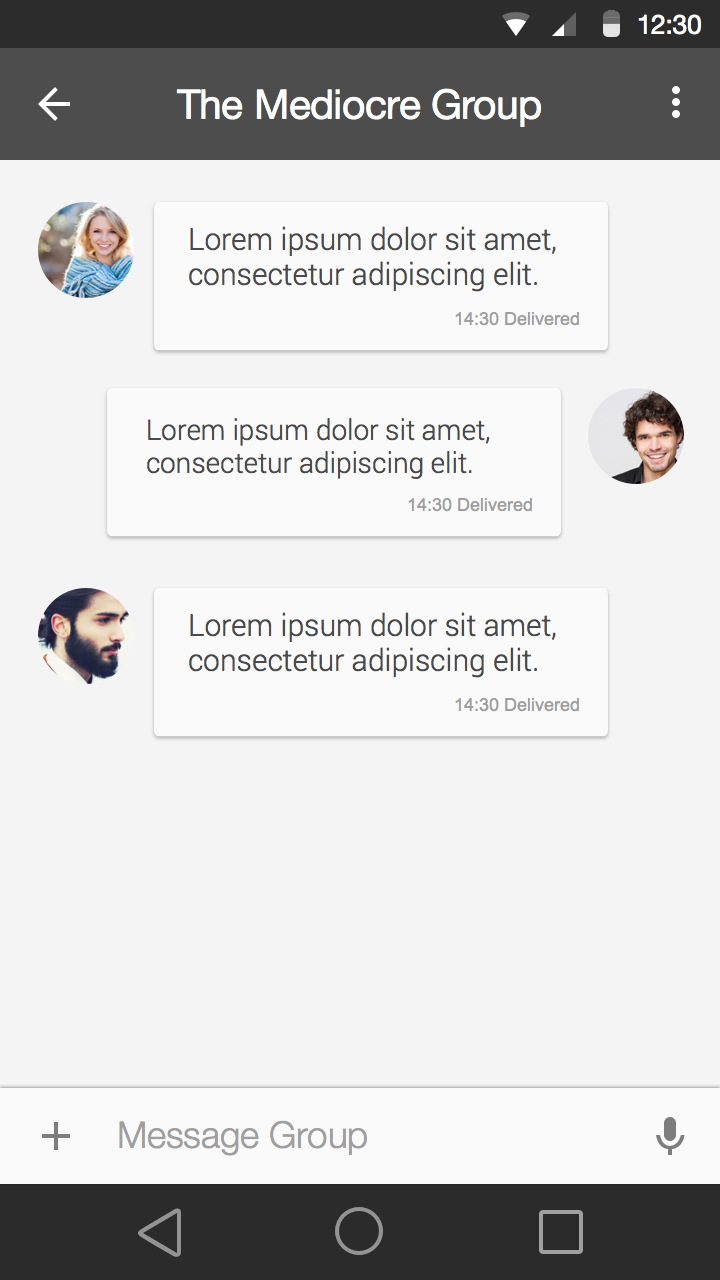 12:30
The Mediocre Group
Lorem ipsum dolor sit amet,
consectetur adipiscing elit.
14:30 Delivered
Lorem ipsum dolor sit amet,
consectetur adipiscing elit.
14:30 Delivered
Lorem ipsum dolor sit amet,
consectetur adipiscing elit.
14:30 Delivered
Message Group